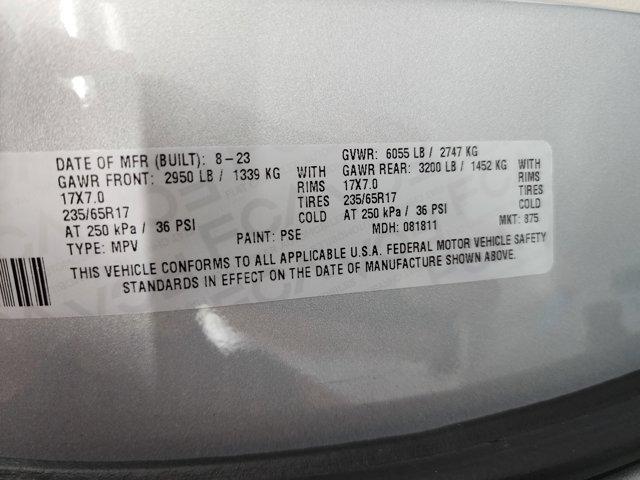 DATE OF MFR (BUILT): 8-23 GVWR: 6055 LB / 2747 KG
GAWR FRONT: 2950 LB / 1339 KG WITH GAWR REAR: 3200 LB / 1452 KG WITH
17X7.0 RIMS 17X7.0 RIMS
235/65R17 TIRES 235/65R17 TIRES
AT 250 kPa / 36 PSI COLD AT 250 kPa / 36 PSI COLD
TYPE: MPV PAINT: PSE MDH: 081811 MKT: 875
THIS VEHICLE CONFORMS TO ALL APPLICABLE U.S.A. FEDERAL MOTOR VEHICLE SAFETY
STANDARDS IN EFFECT ON THE DATE OF MANUFACTURE SHOWN ABOVE.